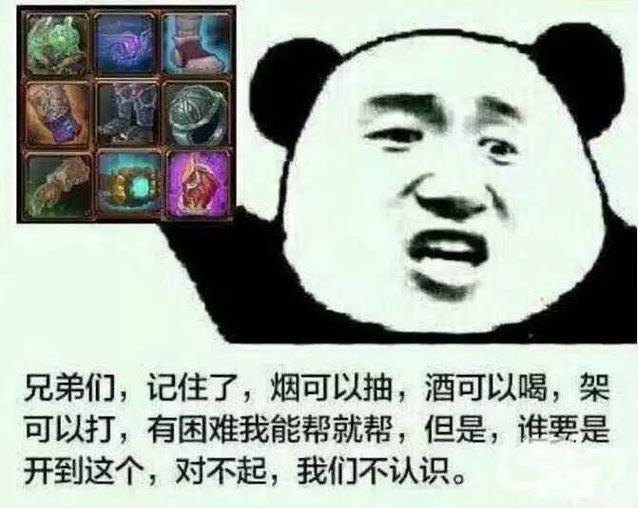 兄弟们，记住了，烟可以抽，酒可以喝，架
可以打，有困难我能帮就帮，但是，谁要是
开到这个，对不起，我们不认识。